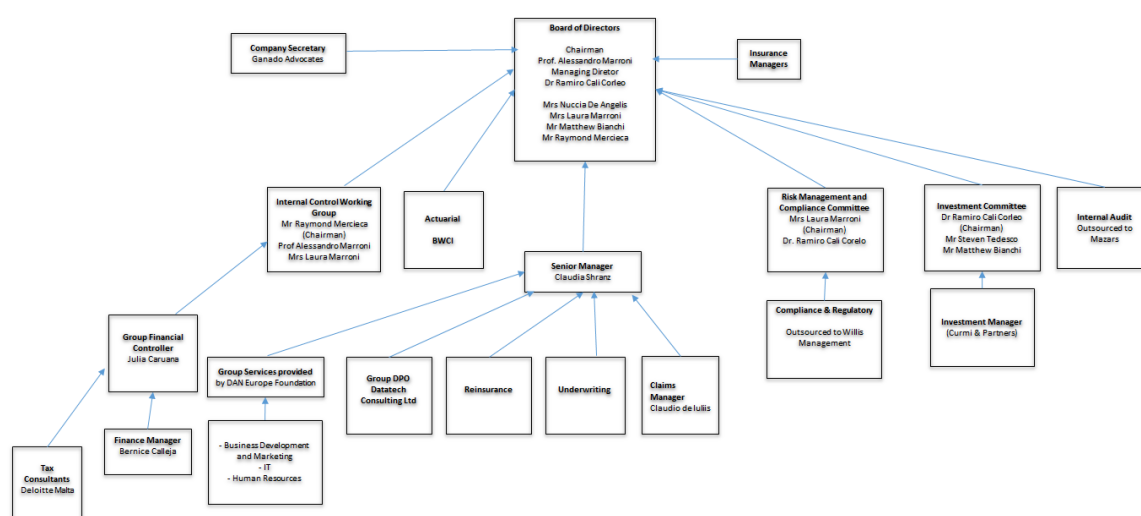 Board of Directors
Chairman
Prof. Alessandro Marroni
Managing Diretor
Dr Ramiro Cali Corleo
Mrs Nuccia De Angelis
Mrs Laura Marroni
Mr Matthew Bianchi
Mr Raymond Mercieca
Company Secretary
Ganado Advocates
Insurance
Managers
Internal Control Working
Group
Mr Raymond Mercieca
(Chairman)
Prof Alessandro Marroni
Mrs Laura Marroni
Actuarial
BWCI
Risk Management and
Compliance Committee
Mrs Laura Marroni
(Chairman)
Dr. Ramiro Cali Corelo
Investment Committee
Dr Ramiro Cali Corleo
(Chairman)
Mr Steven Tedesco
Mr Matthew Bianchi
Internal Audit
Outsourced to
Mazars
Senior Manager
Claudia Shranz
Compliance & Regulatory
Outsourced to Willis
Management
Investment Manager
(Curmi & Partners)
Group Financial
Controller
Julia Caruana
Group Services provided
by DAN Europe Foundation
Group DPO
Datatech
Consulting Ltd
Reinsurance
Underwriting
Claims
Manager
Claudio de Iuliis
Finance Manager
Bernice Calleja
- Business Development
and Marketing
- IT
- Human Resources
Tax
Consultants
Deloitte Malta